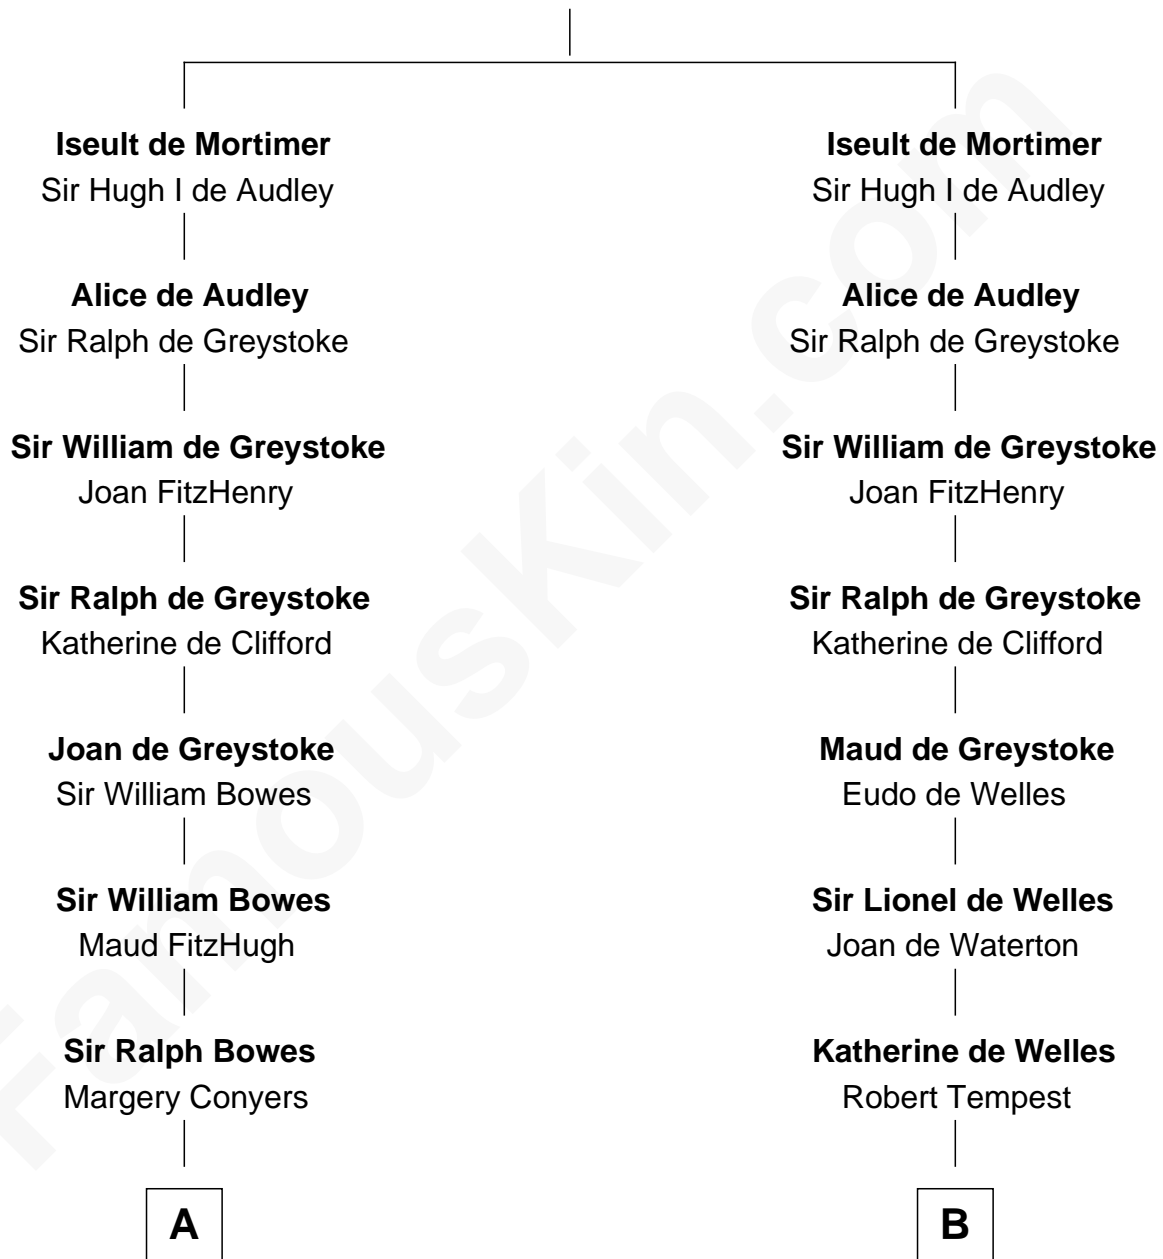 Iseult de Mortimer
Sir Hugh I de Audley
Alice de Audley
Sir Ralph de Greystoke
Sir William de Greystoke
Joan FitzHenry
Sir Ralph de Greystoke
Katherine de Clifford
Joan de Greystoke
Sir William Bowes
Sir William Bowes
Maud FitzHugh
Sir Ralph Bowes
Margery Conyers
A
Iseult de Mortimer
Sir Hugh I de Audley
Alice de Audley
Sir Ralph de Greystoke
Sir William de Greystoke
Joan FitzHenry
Sir Ralph de Greystoke
Katherine de Clifford
Maud de Greystoke
Eudo de Welles
Sir Lionel de Welles
Joan de Waterton
Katherine de Welles
Robert Tempest
B
FamousKin.com